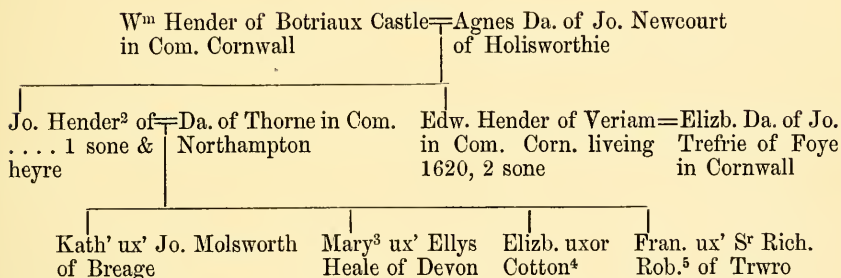 Wᵐ Hender of Botriaux Castle=Agnes Da. of Jo. Newcourt
in Com. Cornwall
of Holisworthie
Jo. Hender² of=Da. of Thorne in Com.
. . . . 1 sone &
Northampton
heyre
Edw. Hender of Veriam=Elizb. Da. of Jo.
in Com. Corn. liveing
Trefrie of Foye
1620, 2 sone
in Cornwall
Kath' ux' Jo. Molsworth
of Breage
Mary³ ux' Ellys
Heale of Devon
Elizb. uxor
Cotton⁴
Fran. ux' Sʳ Rich.
Rob.⁵ of Trwro